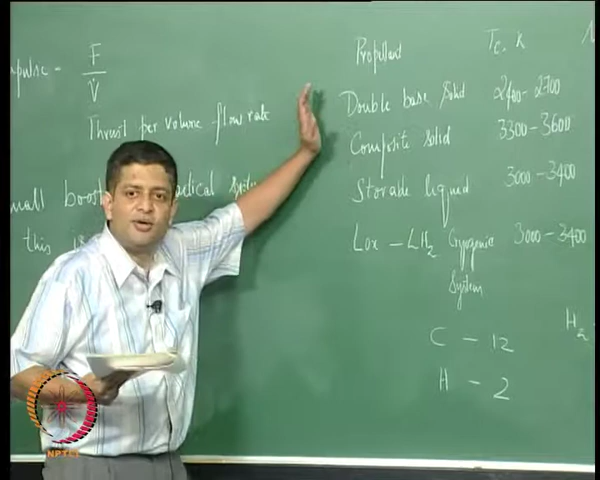 F
V̇
Thrust per volume flow rate
this
Propellant Tc, K
Double base Solid 2400-2700
Composite Solid 3300-3600
Storable liquid 3000-3400
Lox - LH2 Cryogenic 3000-3400
System
C - 12
H - 2
H2
NPTEL